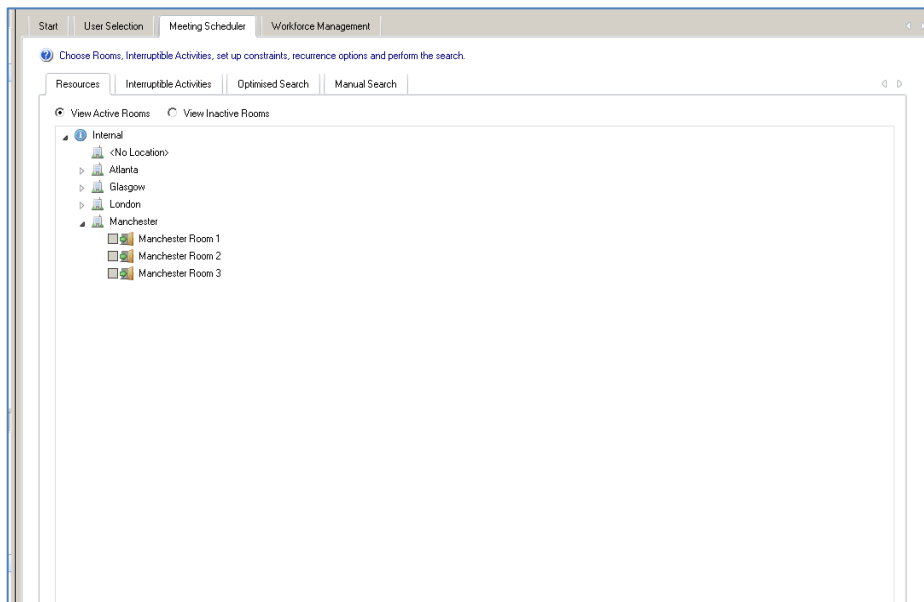 Start User Selection Meeting Scheduler Workforce Management
Choose Rooms, Interruptible Activities, set up constraints, recurrence options and perform the search.
Resources Interruptible Activities Optimised Search Manual Search
View Active Rooms View Inactive Rooms
Internal
<No Location>
Atlanta
Glasgow
London
Manchester
Manchester Room 1
Manchester Room 2
Manchester Room 3